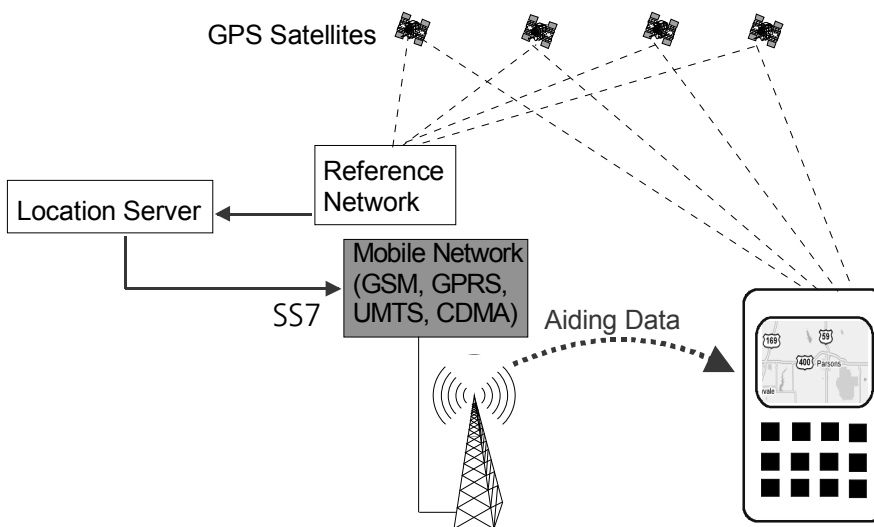 GPS Satellites
Reference
Network
Location Server
Mobile Network
(GSM, GPRS,
UMTS, CDMA)
SS7
Aiding Data
169
59
400
Parsons